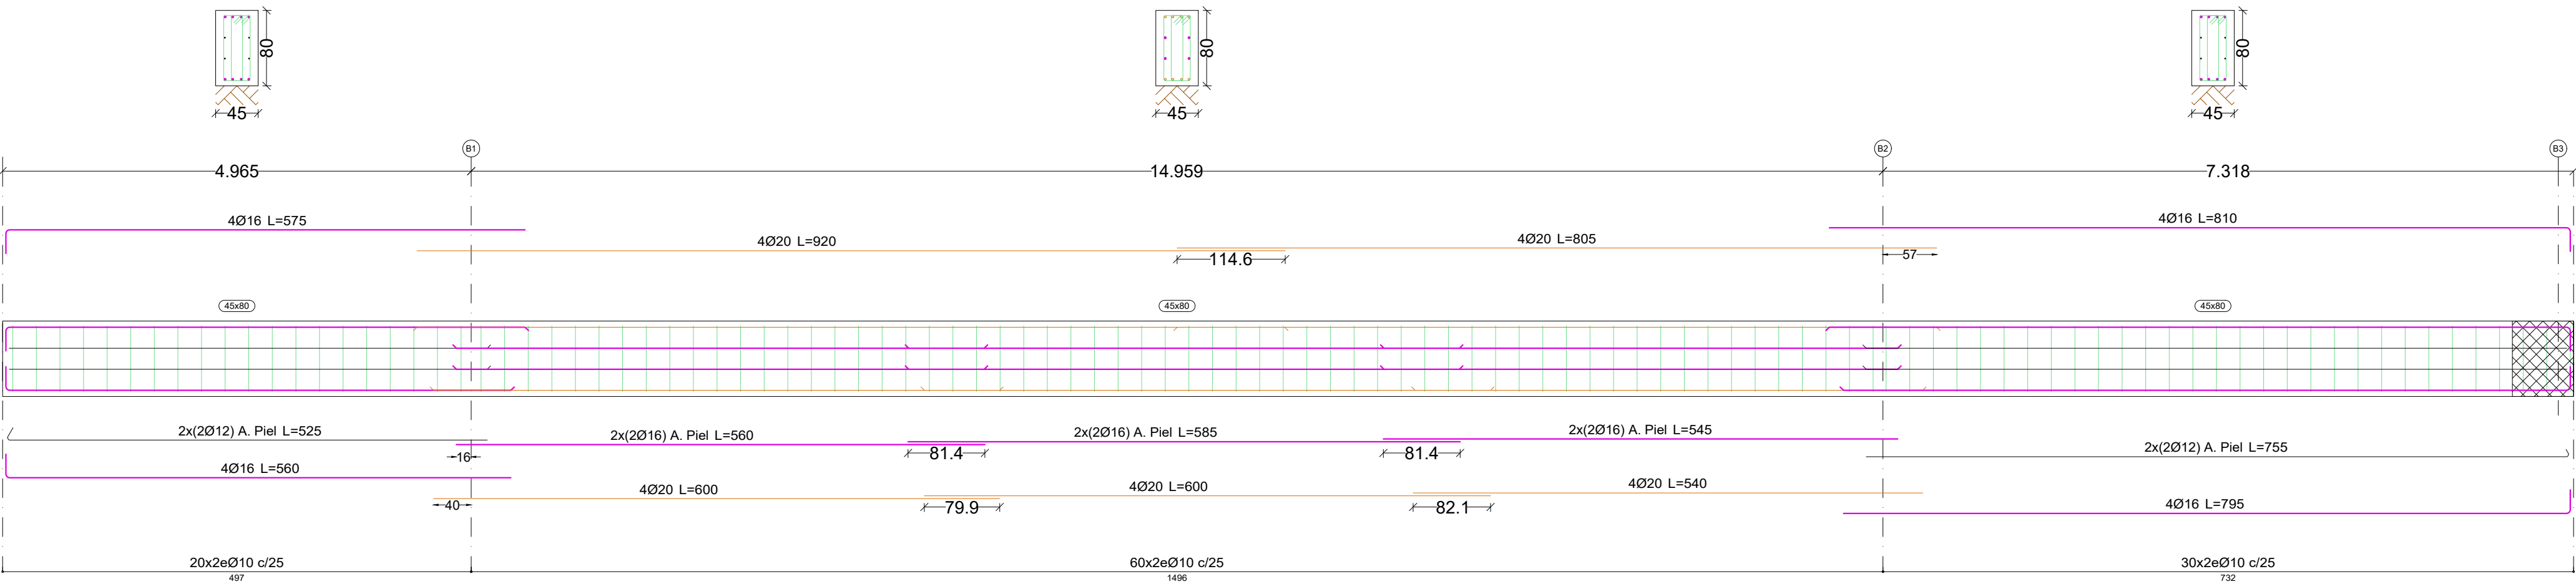 80
80
80
45
45
45
B1
B2
B3
4.965
14.959
7.318
4Ø16 L=575
4Ø20 L=920
4Ø20 L=805
4Ø16 L=810
114.6
57
45x80
45x80
45x80
2x(2Ø12) A. Piel L=525
2x(2Ø16) A. Piel L=560
2x(2Ø16) A. Piel L=585
2x(2Ø16) A. Piel L=545
2x(2Ø12) A. Piel L=755
16
81.4
81.4
4Ø16 L=560
4Ø20 L=600
4Ø20 L=600
4Ø20 L=540
4Ø16 L=795
40
79.9
82.1
20x2eØ10 c/25
60x2eØ10 c/25
30x2eØ10 c/25
497
1496
732